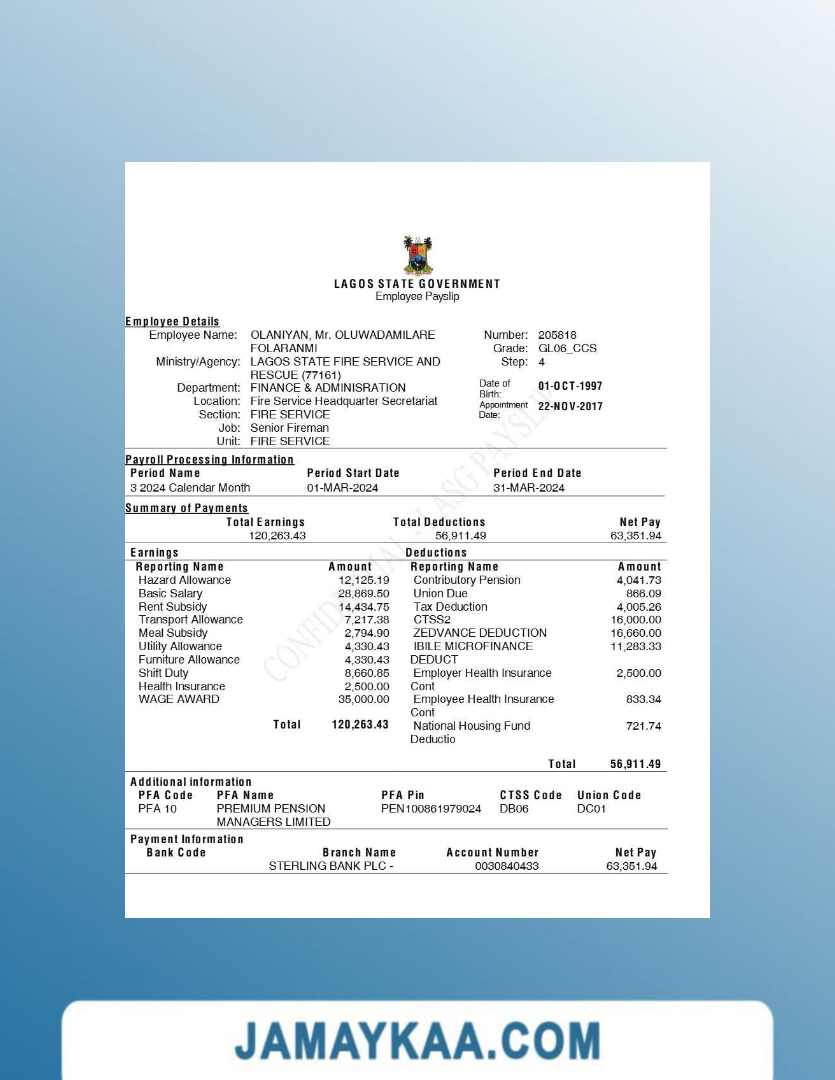 LAGOS STATE GOVERNMENT
Employee Payslip
Employee Details
Employee Name: OLANIYAN, Mr. OLUWADAMILARE FOLARANMI
Number: 205818
Grade: GL06_CCS
Ministry/Agency: LAGOS STATE FIRE SERVICE AND RESCUE (77161)
Step: 4
Department: FINANCE & ADMINISRATION
Date of Birth: 01-OCT-1997
Location: Fire Service Headquarter Secretariat
Appointment Date: 22-NOV-2017
Section: FIRE SERVICE
Job: Senior Fireman
Unit: FIRE SERVICE
Payroll Processing Information
Period Name Period Start Date Period End Date
3 2024 Calendar Month 01-MAR-2024 31-MAR-2024
Summary of Payments
Total Earnings Total Deductions Net Pay
120,263.43 56,911.49 63,351.94
Earnings Deductions
Reporting Name Amount Reporting Name Amount
Hazard Allowance 12,125.19 Contributory Pension 4,041.73
Basic Salary 28,869.50 Union Due 866.09
Rent Subsidy 14,434.75 Tax Deduction 4,005.26
Transport Allowance 7,217.38 CTSS2 16,000.00
Meal Subsidy 2,794.90 ZEDVANCE DEDUCTION 16,660.00
Utility Allowance 4,330.43 IBILE MICROFINANCE 11,283.33
Furniture Allowance 4,330.43 DEDUCT
Shift Duty 8,660.85 Employer Health Insurance 2,500.00
Health Insurance 2,500.00 Cont
WAGE AWARD 35,000.00 Employee Health Insurance 833.34
Cont
Total 120,263.43 National Housing Fund 721.74
Deductio
Total 56,911.49
Additional information
PFA Code PFA Name PFA Pin CTSS Code Union Code
PFA 10 PREMIUM PENSION PEN100861979024 DB06 DC01
MANAGERS LIMITED
Payment Information
Bank Code Branch Name Account Number Net Pay
STERLING BANK PLC - 0030840433 63,351.94
JAMAYKAA.COM